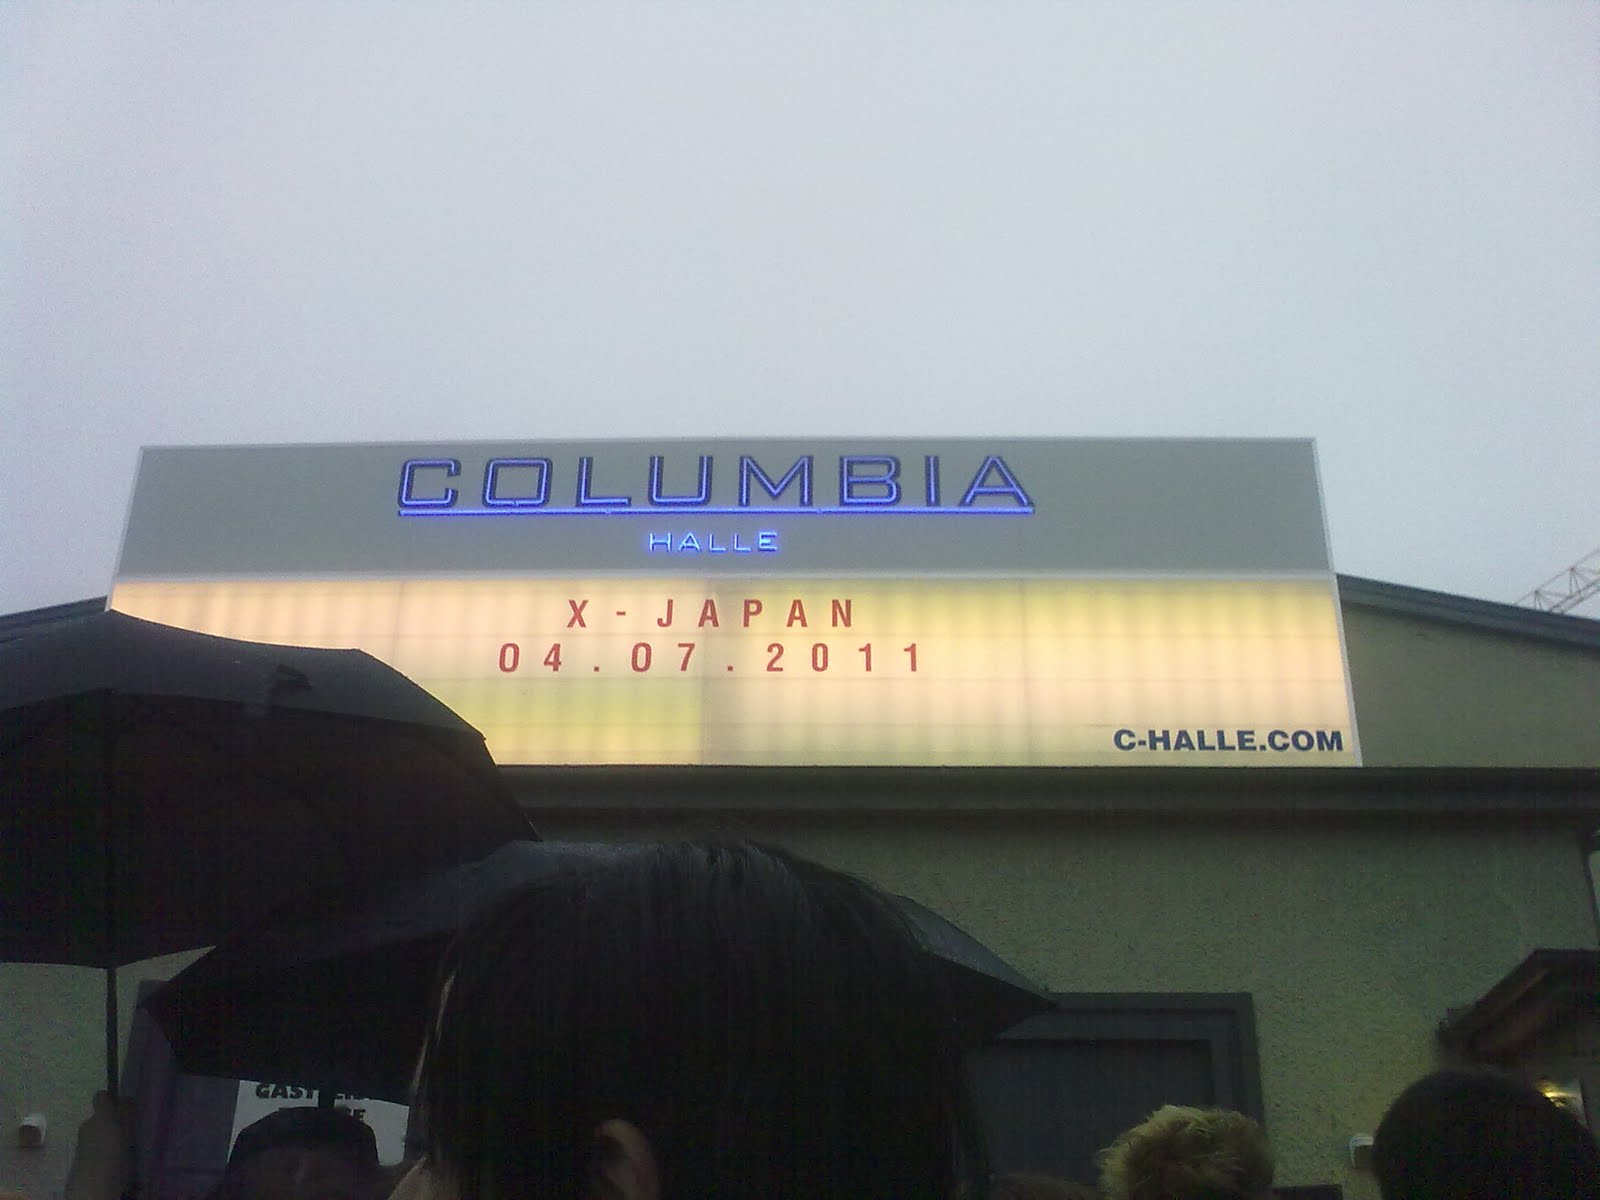 COLUMBIA
HALLE
X-JAPAN
04.07.2011
C-HALLE.COM